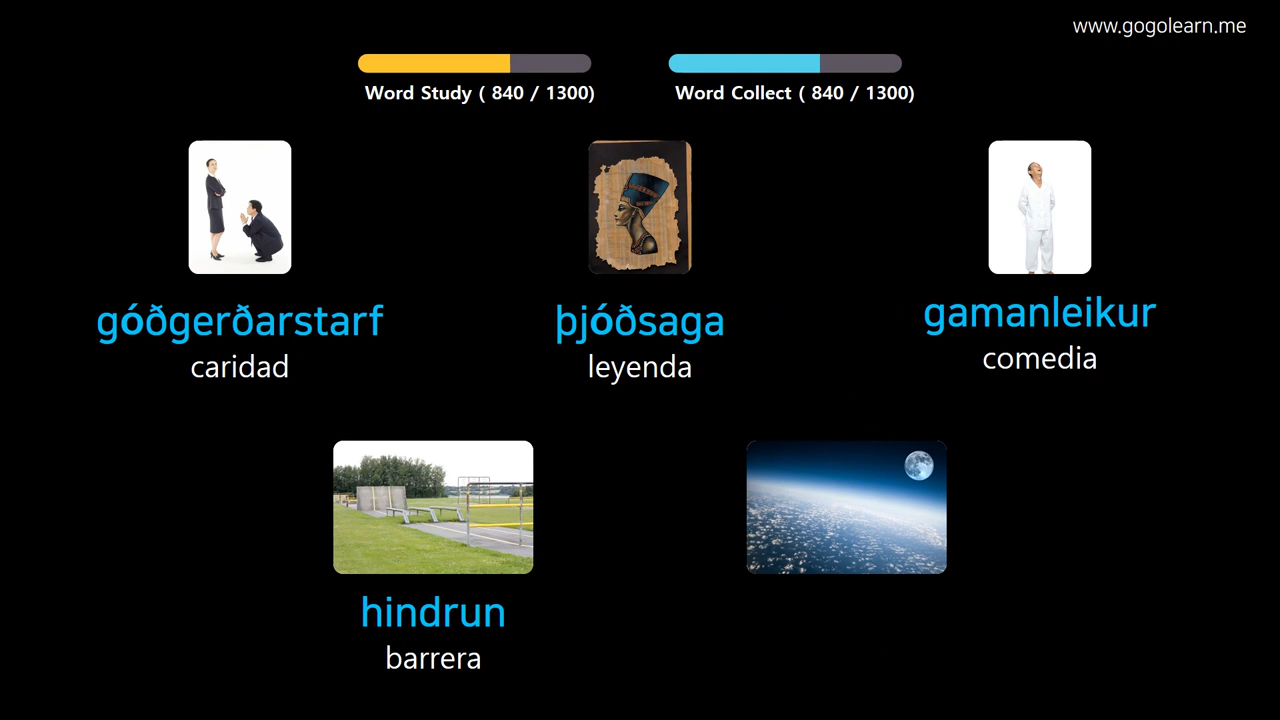 www.gogolearn.me
Word Study ( 840 / 1300)
Word Collect ( 840 / 1300)
góðgerðarstarf
caridad
þjóðsaga
leyenda
gamanleikur
comedia
hindrun
barrera